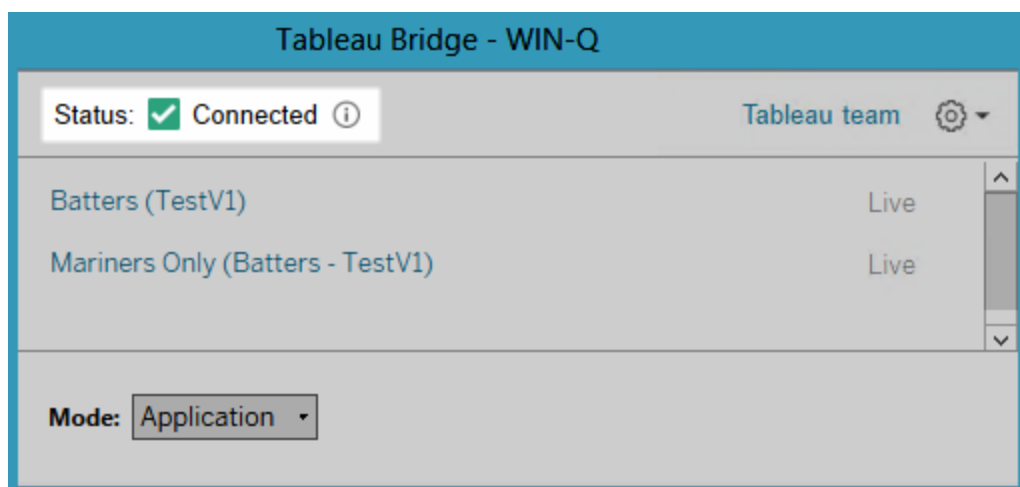 Tableau Bridge - WIN-Q
Status: Connected Tableau team
Batters (TestV1) Live
Mariners Only (Batters - TestV1) Live
Mode: Application